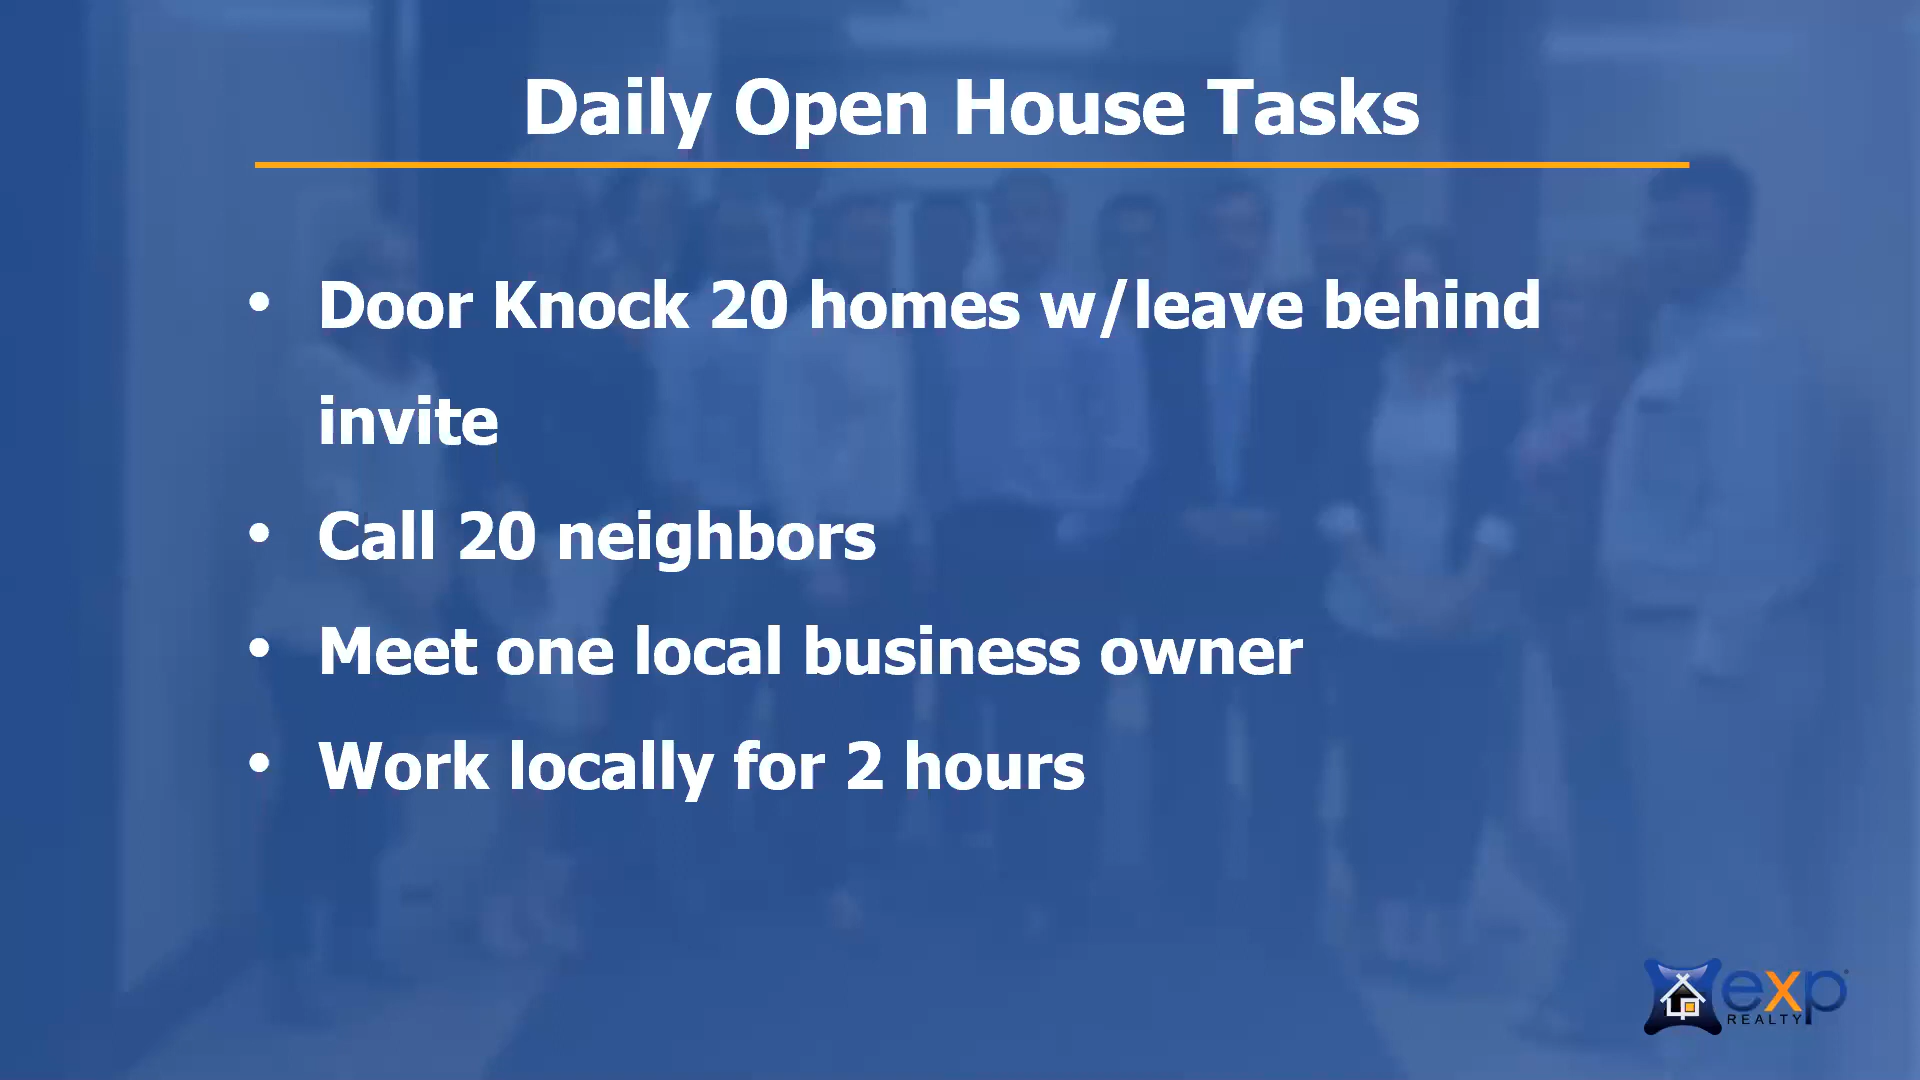 Daily Open House Tasks
• Door Knock 20 homes w/leave behind
invite
• Call 20 neighbors
• Meet one local business owner
• Work locally for 2 hours
exp
REALTY